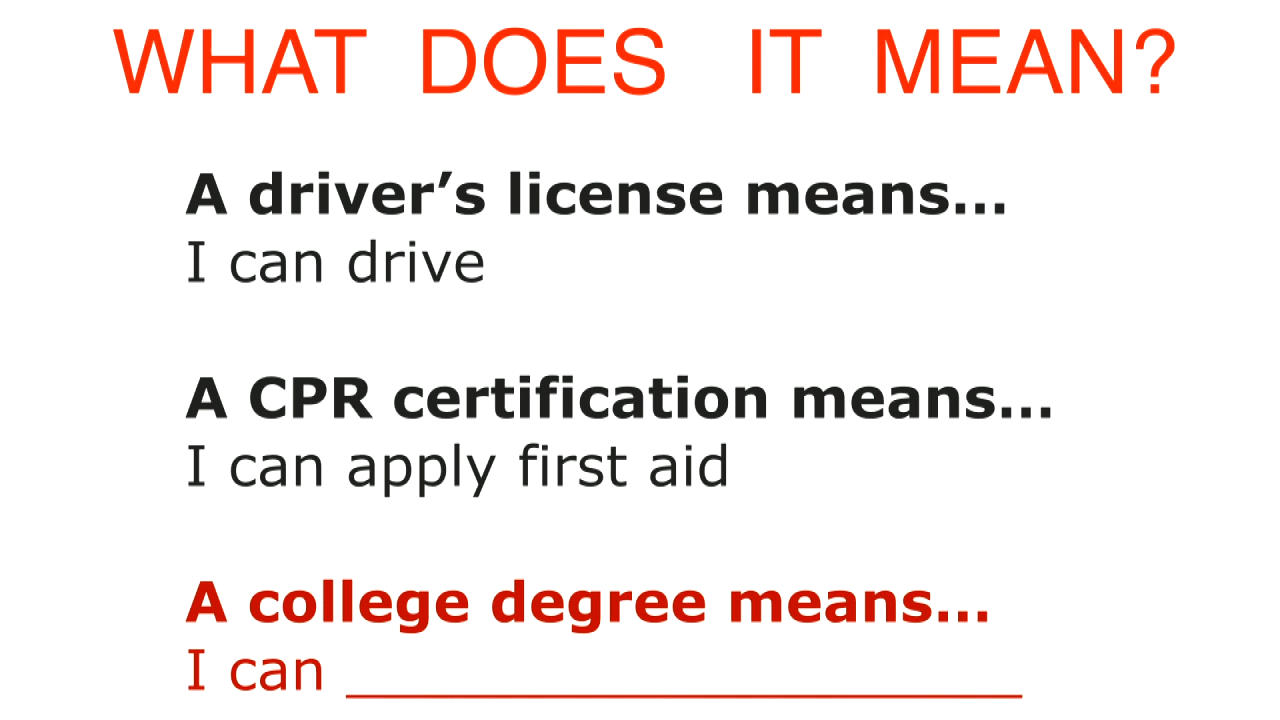 WHAT DOES IT MEAN?
A driver’s license means...
I can drive
A CPR certification means...
I can apply first aid
A college degree means...
I can ____________________